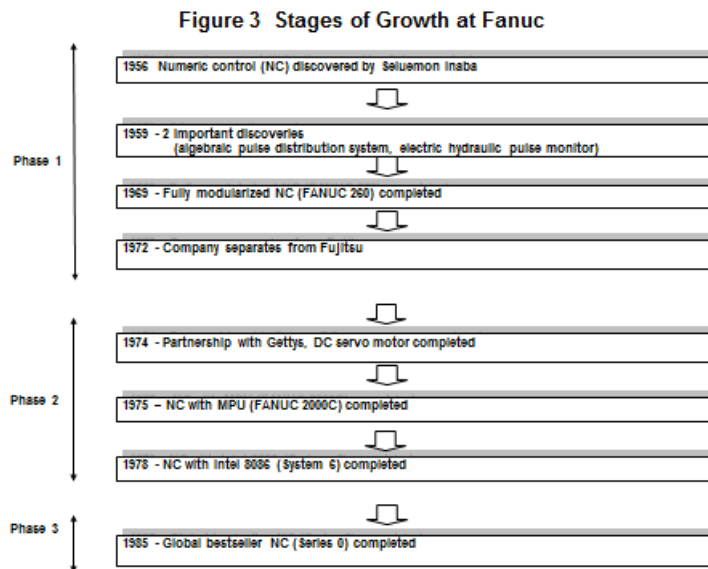 Figure 3 Stages of Growth at Fanuc
1956 Numeric control (NC) discovered by Seiuemon Inaba
1959 - 2 Important discoveries
(algebraic pulse distribution system, electric hydraulic pulse monitor)
Phase 1
1969 - Fully modularized NC (FANUC 260) completed
1972 - Company separates from Fujitsu
1974 - Partnership with Gettys, DC servo motor completed
Phase 2
1975 – NC with MPU (FANUC 2000C) completed
1978 - NC with Intel 8086 (System 6) completed
Phase 3
1985 - Global bestseller NC (Series 0) completed